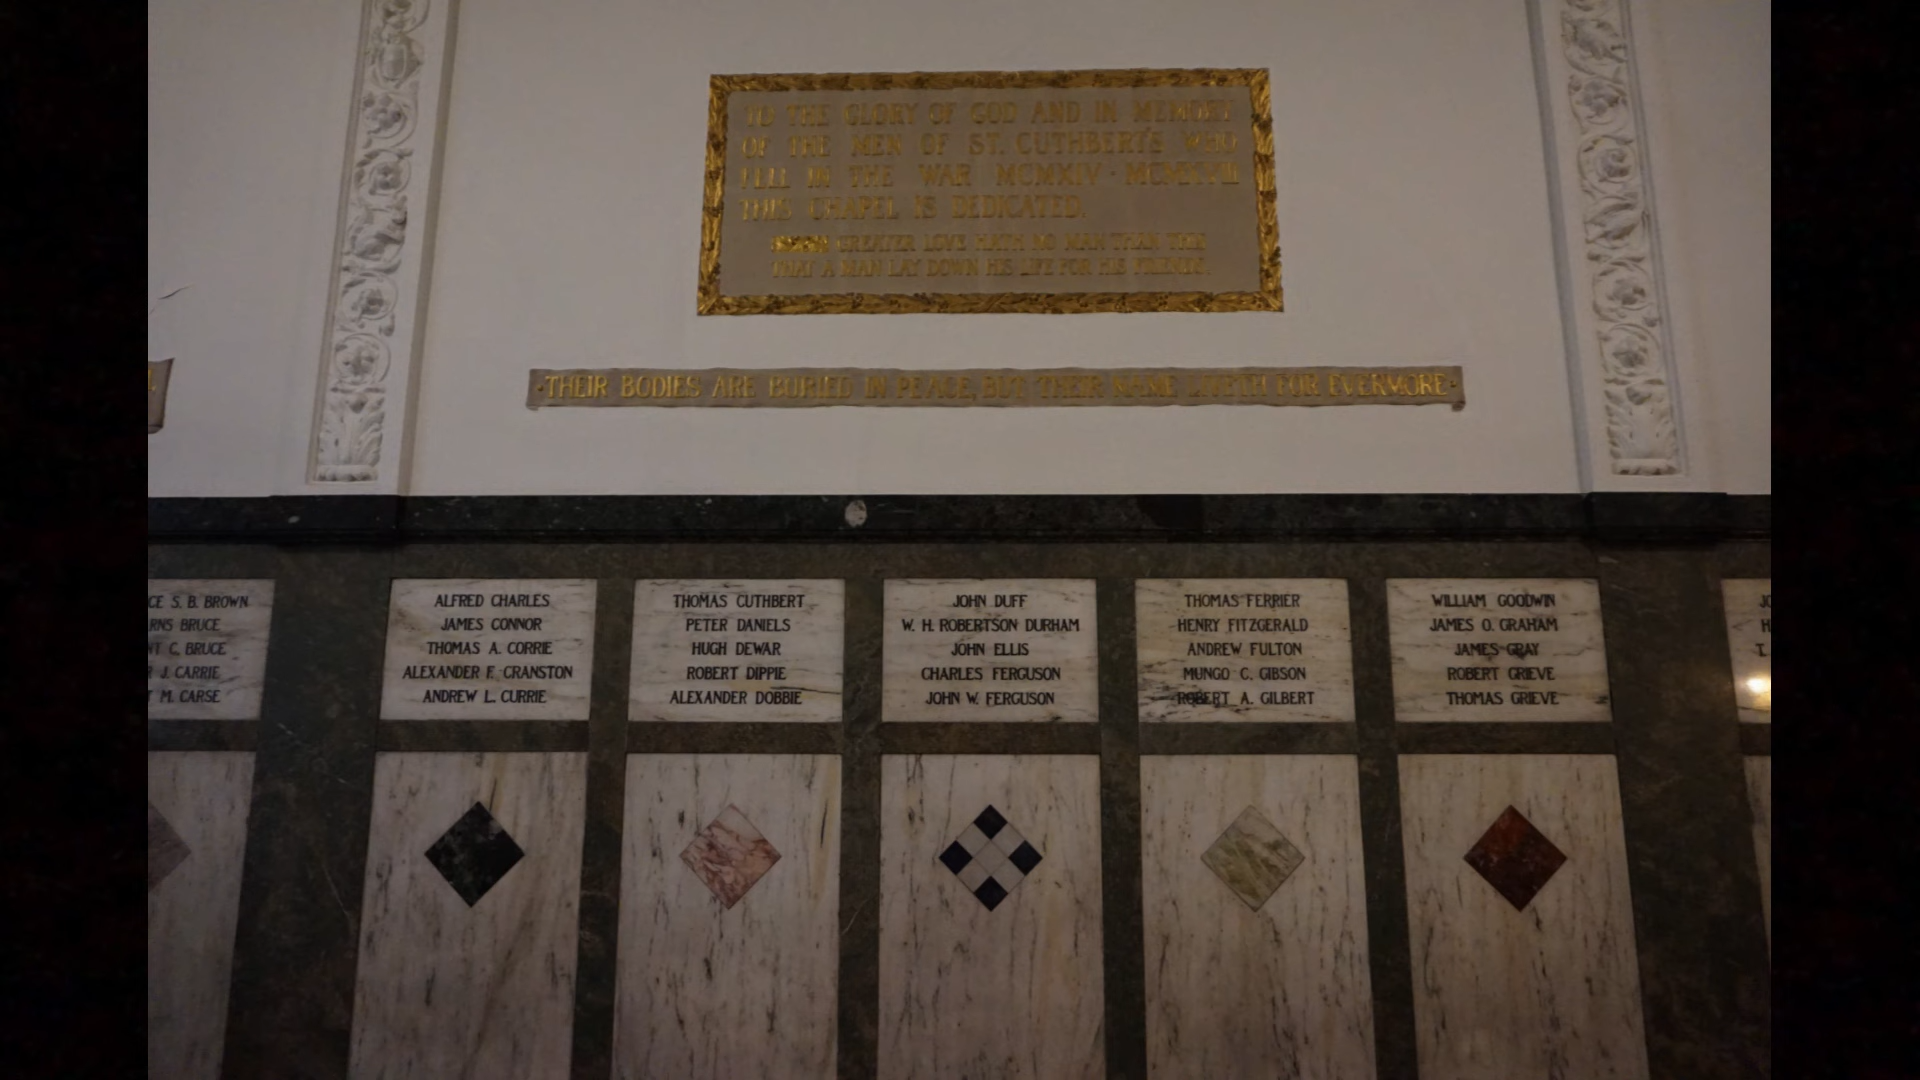 TO THE GLORY OF GOD AND IN MEMORY
OF THE MEN OF ST. CUTHBERT'S WHO
FELL IN THE WAR MCMXIV · MCMXVIII
THIS CHAPEL IS DEDICATED.
GREATER LOVE HATH NO MAN THAN THIS
THAT A MAN LAY DOWN HIS LIFE FOR HIS FRIENDS.
·THEIR BODIES ARE BURIED IN PEACE, BUT THEIR NAME LIVETH FOR EVERMORE·
S. B. BROWN
BRUCE
C. BRUCE
J. CARRIE
M. CARSE
ALFRED CHARLES
JAMES CONNOR
THOMAS A. CORRIE
ALEXANDER F. CRANSTON
ANDREW L. CURRIE
THOMAS CUTHBERT
PETER DANIELS
HUGH DEWAR
ROBERT DIPPIE
ALEXANDER DOBBIE
JOHN DUFF
W. H. ROBERTSON DURHAM
JOHN ELLIS
CHARLES FERGUSON
JOHN W. FERGUSON
THOMAS FERRIER
HENRY FITZGERALD
ANDREW FULTON
MUNGO C. GIBSON
ROBERT A. GILBERT
WILLIAM GOODWIN
JAMES O. GRAHAM
JAMES GRAY
ROBERT GRIEVE
THOMAS GRIEVE